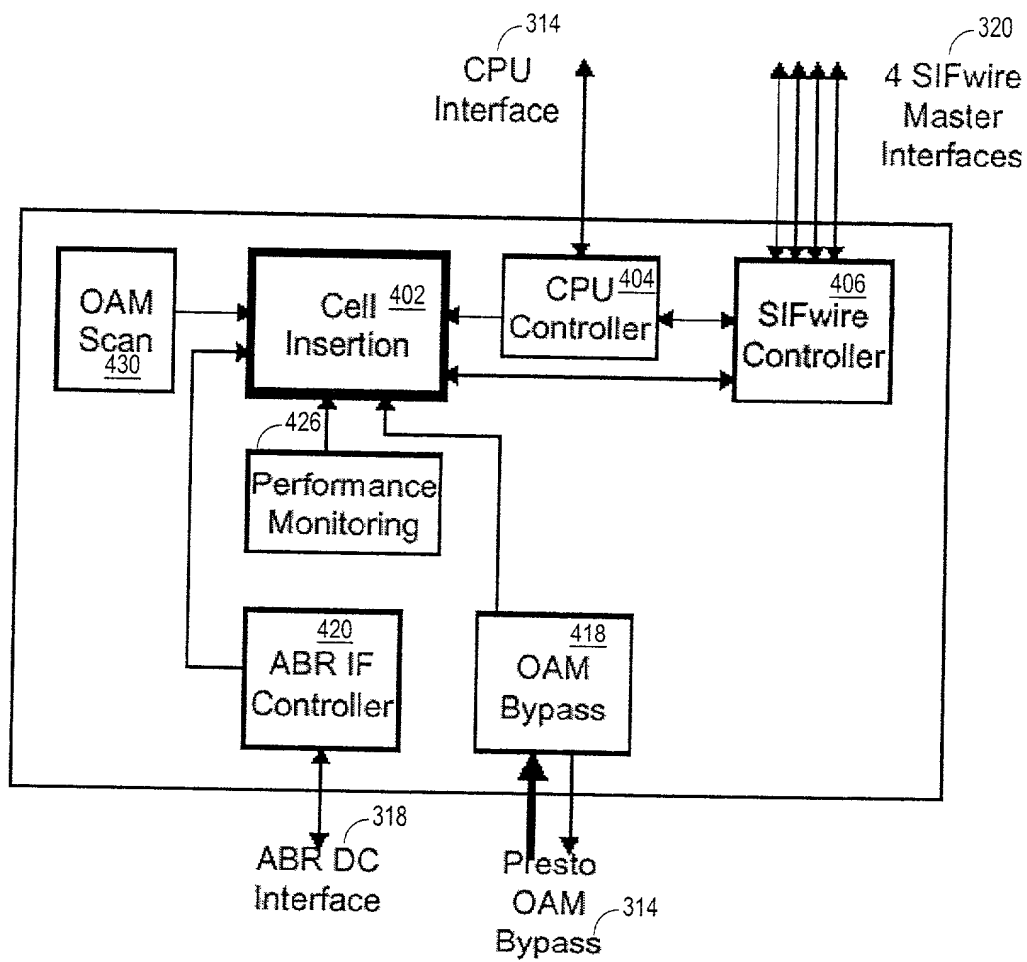 314
CPU
Interface
320
4 SIFwire
Master
Interfaces
OAM
Scan
430
Cell 402
Insertion
CPU 404
Controller
406
SIFwire
Controller
426
Performance
Monitoring
420
ABR IF
Controller
418
OAM
Bypass
318
ABR DC
Interface
Presto
OAM
Bypass 314